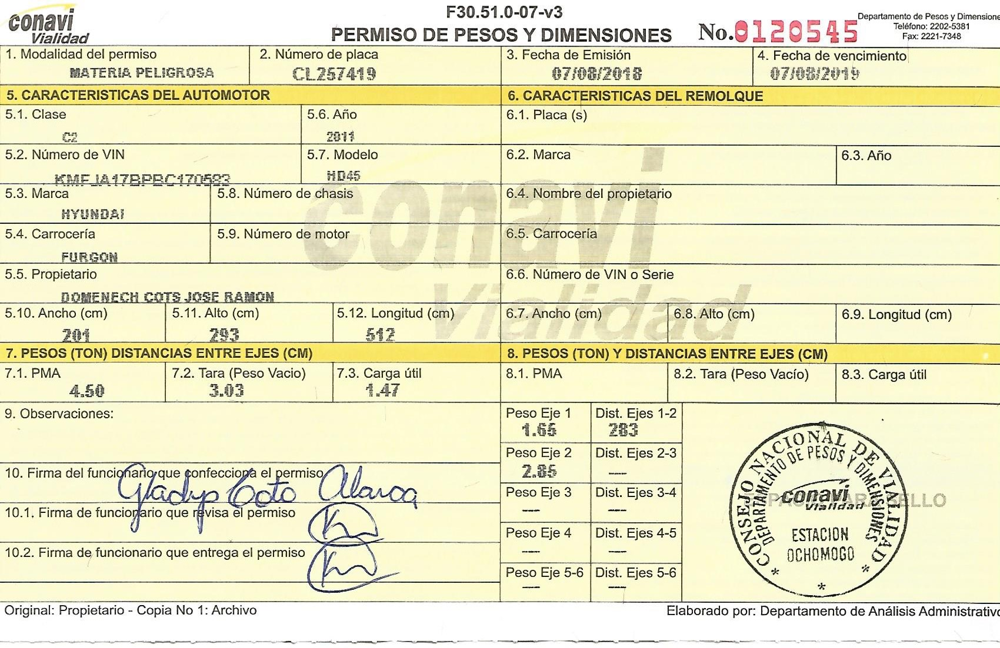 conavi
Vialidad
F30.51.0-07-v3
PERMISO DE PESOS Y DIMENSIONES
No.0120545
Departamento de Pesos y Dimensione
Teléfono: 2202-5381
Fax: 2221-7348
1. Modalidad del permiso
MATERIA PELIGROSA
2. Número de placa
CL257419
3. Fecha de Emisión
07/08/2018
4. Fecha de vencimiento
07/08/2019
5. CARACTERISTICAS DEL AUTOMOTOR
6. CARACTERISTICAS DEL REMOLQUE
5.1. Clase
C2
5.6. Año
2011
6.1. Placa (s)
5.2. Número de VIN
KMFJA17BPBC170683
5.7. Modelo
HD45
6.2. Marca
6.3. Año
5.3. Marca
HYUNDAI
5.8. Número de chasis
6.4. Nombre del propietario
5.4. Carrocería
FURGON
5.9. Número de motor
6.5. Carrocería
5.5. Propietario
DOMENECH COTS JOSE RAMON
6.6. Número de VIN o Serie
conavi
Vialidad
5.10. Ancho (cm)
201
5.11. Alto (cm)
293
5.12. Longitud (cm)
512
6.7. Ancho (cm)
6.8. Alto (cm)
6.9. Longitud (cm)
7. PESOS (TON) DISTANCIAS ENTRE EJES (CM)
8. PESOS (TON) Y DISTANCIAS ENTRE EJES (CM)
7.1. PMA
4.50
7.2. Tara (Peso Vacio)
3.03
7.3. Carga útil
1.47
8.1. PMA
8.2. Tara (Peso Vacío)
8.3. Carga útil
9. Observaciones:
Peso Eje 1
1.65
Dist. Ejes 1-2
283
Peso Eje 2
2.85
Dist. Ejes 2-3
---
Peso Eje 3
---
Dist. Ejes 3-4
---
Peso Eje 4
---
Dist. Ejes 4-5
---
Peso Eje 5-6
---
Dist. Ejes 5-6
---
10. Firma del funcionario que confecciona el permiso
Gladys Coto
10.1. Firma de funcionario que revisa el permiso
10.2. Firma de funcionario que entrega el permiso
CONSEJO NACIONAL DE VIALIDAD
DEPARTAMENTO DE PESOS Y DIMENSIONES
conavi
Vialidad
ESTACION
OCHOMOGO
* * *
SELLO
Original: Propietario - Copia No 1: Archivo
Elaborado por: Departamento de Análisis Administrativo